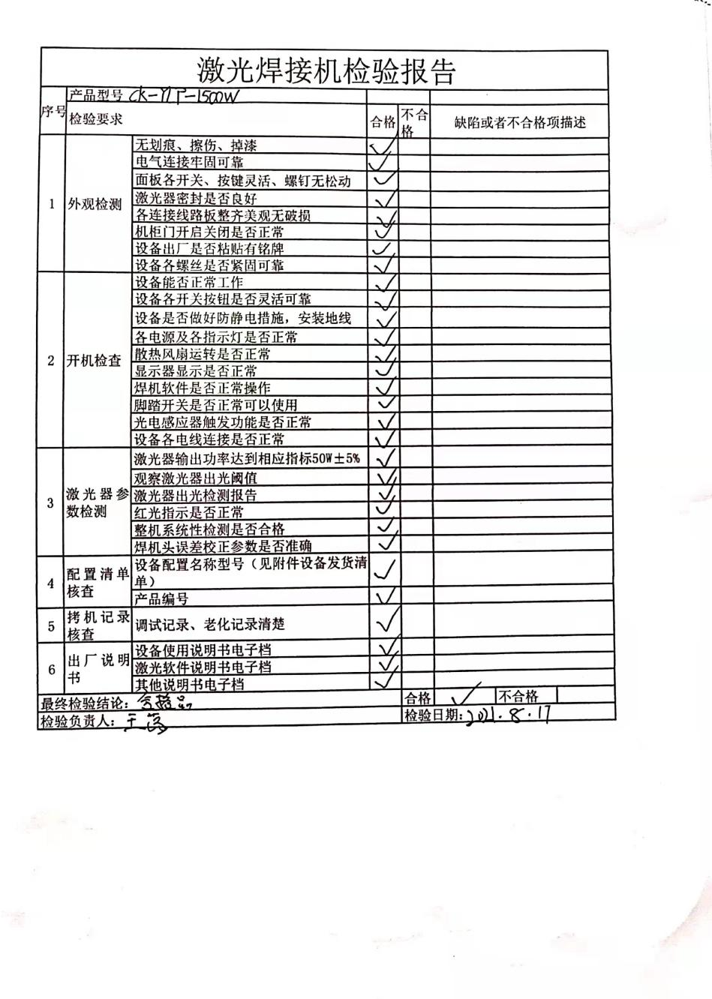 激光焊接机检验报告
序号 产品型号 CK-YLP-1500W
检验要求 合格 不合格 缺陷或者不合格项描述
1 外观检测
无划痕、擦伤、掉漆 ✓
电气连接牢固可靠 ✓
面板各开关、按键灵活、螺钉无松动 ✓
激光器密封是否良好 ✓
各连接线路板整齐美观无破损 ✓
机柜门开启关闭是否正常 ✓
设备出厂是否粘贴有铭牌 ✓
设备各螺丝是否紧固可靠 ✓
2 开机检查
设备能否正常工作 ✓
设备各开关按钮是否灵活可靠 ✓
设备是否做好防静电措施，安装地线 ✓
各电源及各指示灯是否正常 ✓
散热风扇运转是否正常 ✓
显示器显示是否正常 ✓
焊机软件是否正常操作 ✓
脚踏开关是否正常可以使用 ✓
光电感应器触发功能是否正常 ✓
设备各电线连接是否正常 ✓
3 激光器参数检测
激光器输出功率达到相应指标50W±5% ✓
观察激光器出光阈值 ✓
激光器出光检测报告 ✓
红光指示是否正常 ✓
整机系统性检测是否合格 ✓
焊机头误差校正参数是否准确 ✓
4 配置清单核查
设备配置名称型号（见附件设备发货清
单） ✓
产品编号 ✓
5 拷机记录核查
调试记录、老化记录清楚 ✓
6 出厂说明书
设备使用说明书电子档 ✓
激光软件说明书电子档 ✓
其他说明书电子档 ✓
最终检验结论： 合格品 合格 ✓ 不合格
检验负责人： 王 检验日期：2021.8.17